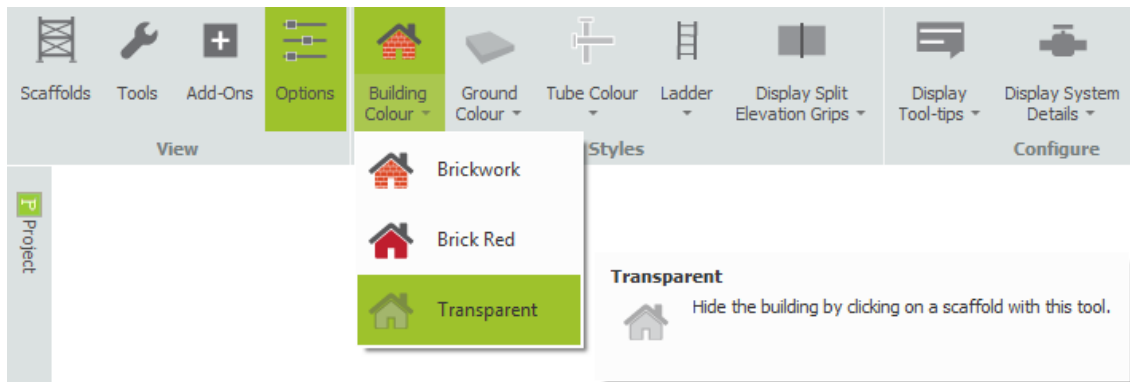 Scaffolds Tools Add-Ons Options Building Ground Tube Colour Ladder Display Split Display Display System
Colour Colour Elevation Grips Tool-tips Details
View Styles Configure
P Project
Brickwork
Brick Red
Transparent
Transparent
Hide the building by clicking on a scaffold with this tool.